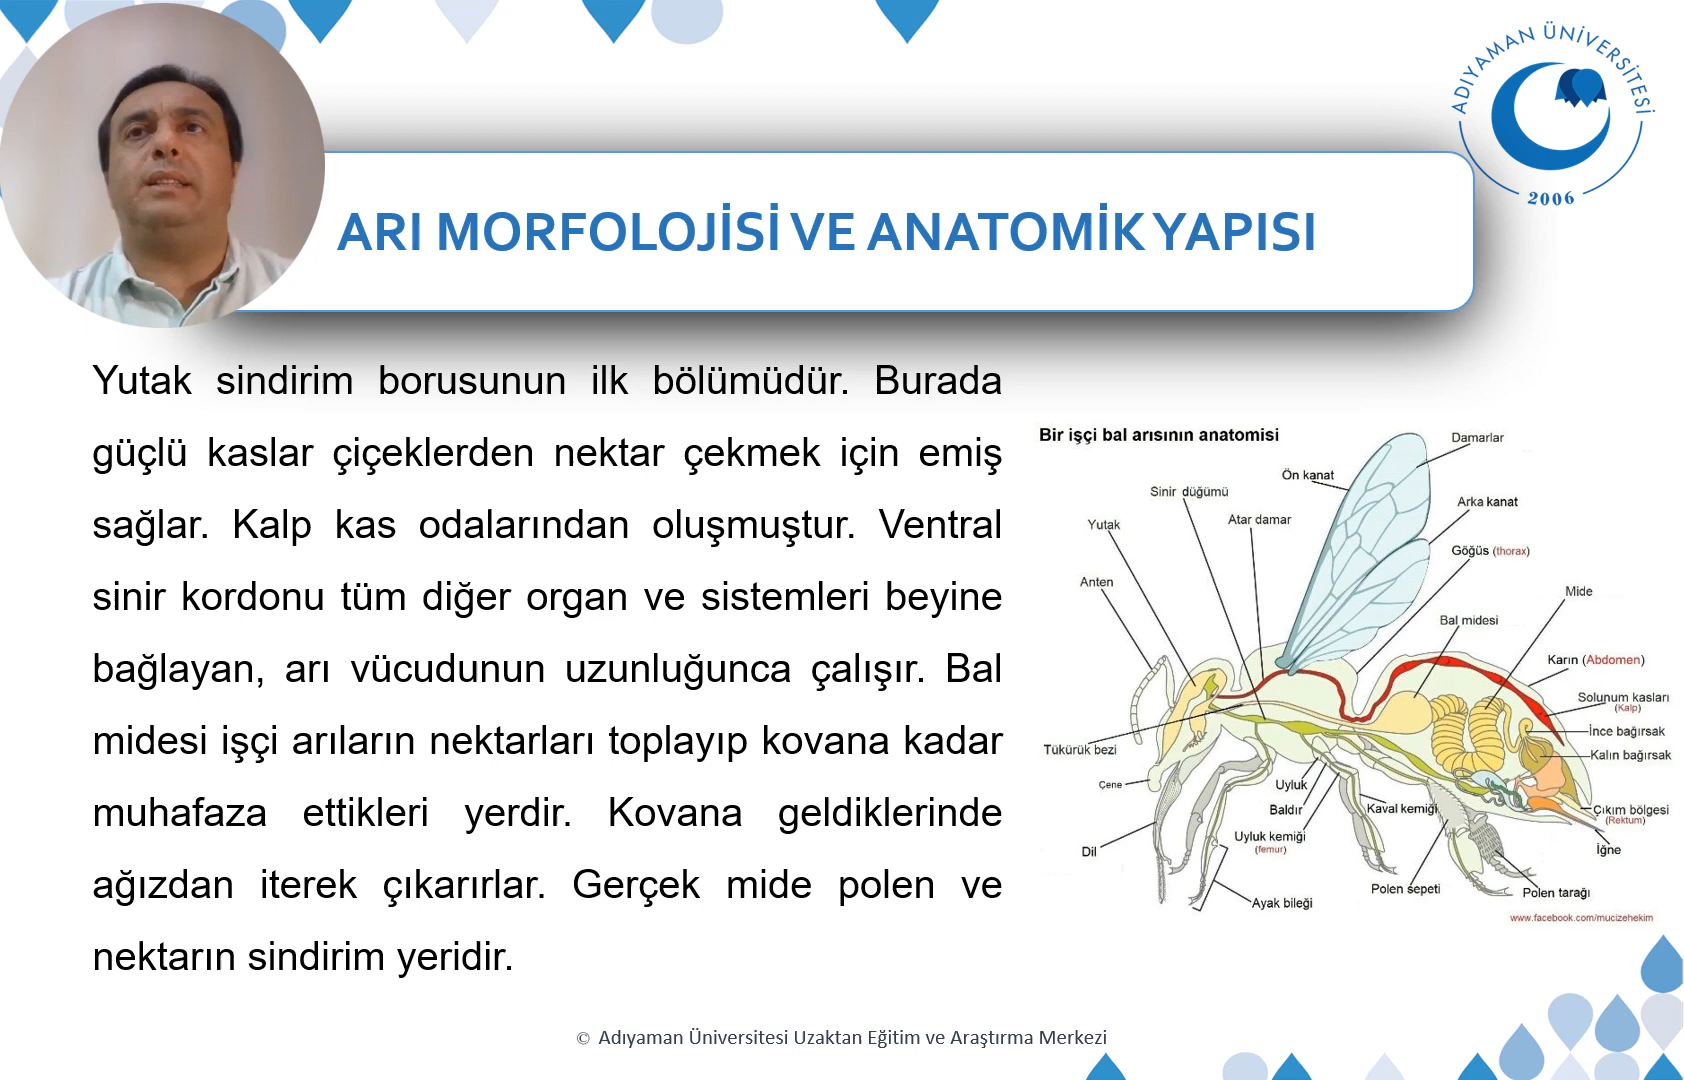 ADIYAMAN ÜNİVERSİTESİ
2006
ARI MORFOLOJİSİ VE ANATOMİK YAPISI
Yutak sindirim borusunun ilk bölümüdür. Burada
güçlü kaslar çiçeklerden nektar çekmek için emiş
sağlar. Kalp kas odalarından oluşmuştur. Ventral
sinir kordonu tüm diğer organ ve sistemleri beyine
bağlayan, arı vücudunun uzunluğunca çalışır. Bal
midesi işçi arıların nektarları toplayıp kovana kadar
muhafaza ettikleri yerdir. Kovana geldiklerinde
ağızdan iterek çıkarırlar. Gerçek mide polen ve
nektarın sindirim yeridir.
Bir işçi bal arısının anatomisi
Damarlar
Ön kanat
Sinir düğümü
Arka kanat
Yutak
Atar damar
Göğüs (thorax)
Anten
Mide
Bal midesi
Karın (Abdomen)
Solunum kasları
(Kalp)
İnce bağırsak
Tükürük bezi
Kalın bağırsak
Çene
Uyluk
Baldır
Kaval kemiği
Çıkım bölgesi
(Rektum)
Uyluk kemiği
(femur)
Dil
İğne
Polen sepeti
Polen tarağı
Ayak bileği
www.facebook.com/mucizehekim
© Adıyaman Üniversitesi Uzaktan Eğitim ve Araştırma Merkezi